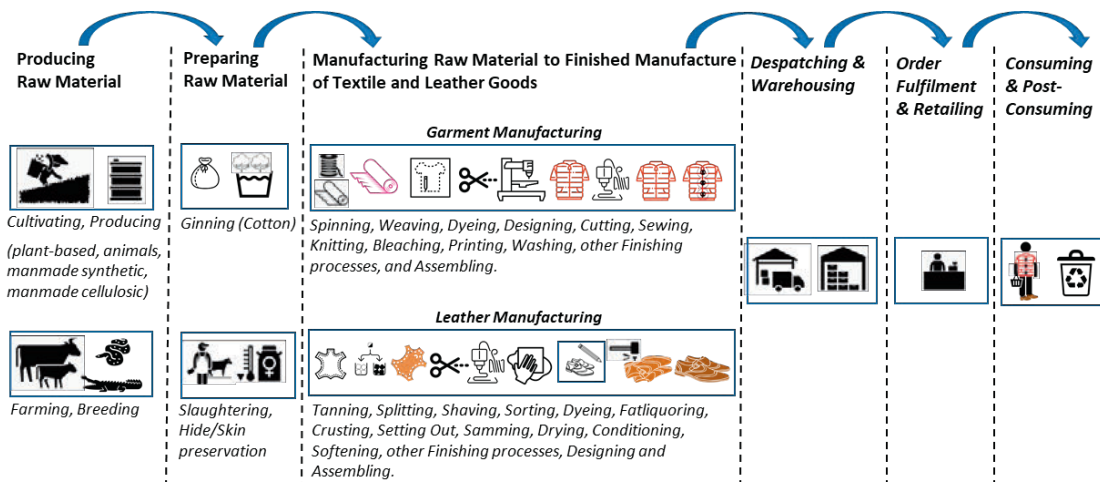 Producing
Raw Material
Preparing
Raw Material
Manufacturing Raw Material to Finished Manufacture
of Textile and Leather Goods
Despatching &
Warehousing
Order
Fulfilment
& Retailing
Consuming
& Post-
Consuming
Garment Manufacturing
Cultivating, Producing
(plant-based, animals,
manmade synthetic,
manmade cellulosic)
Ginning (Cotton)
Spinning, Weaving, Dyeing, Designing, Cutting, Sewing,
Knitting, Bleaching, Printing, Washing, other Finishing
processes, and Assembling.
Leather Manufacturing
Farming, Breeding
Slaughtering,
Hide/Skin
preservation
Tanning, Splitting, Shaving, Sorting, Dyeing, Fatliquoring,
Crusting, Setting Out, Samming, Drying, Conditioning,
Softening, other Finishing processes, Designing and
Assembling.